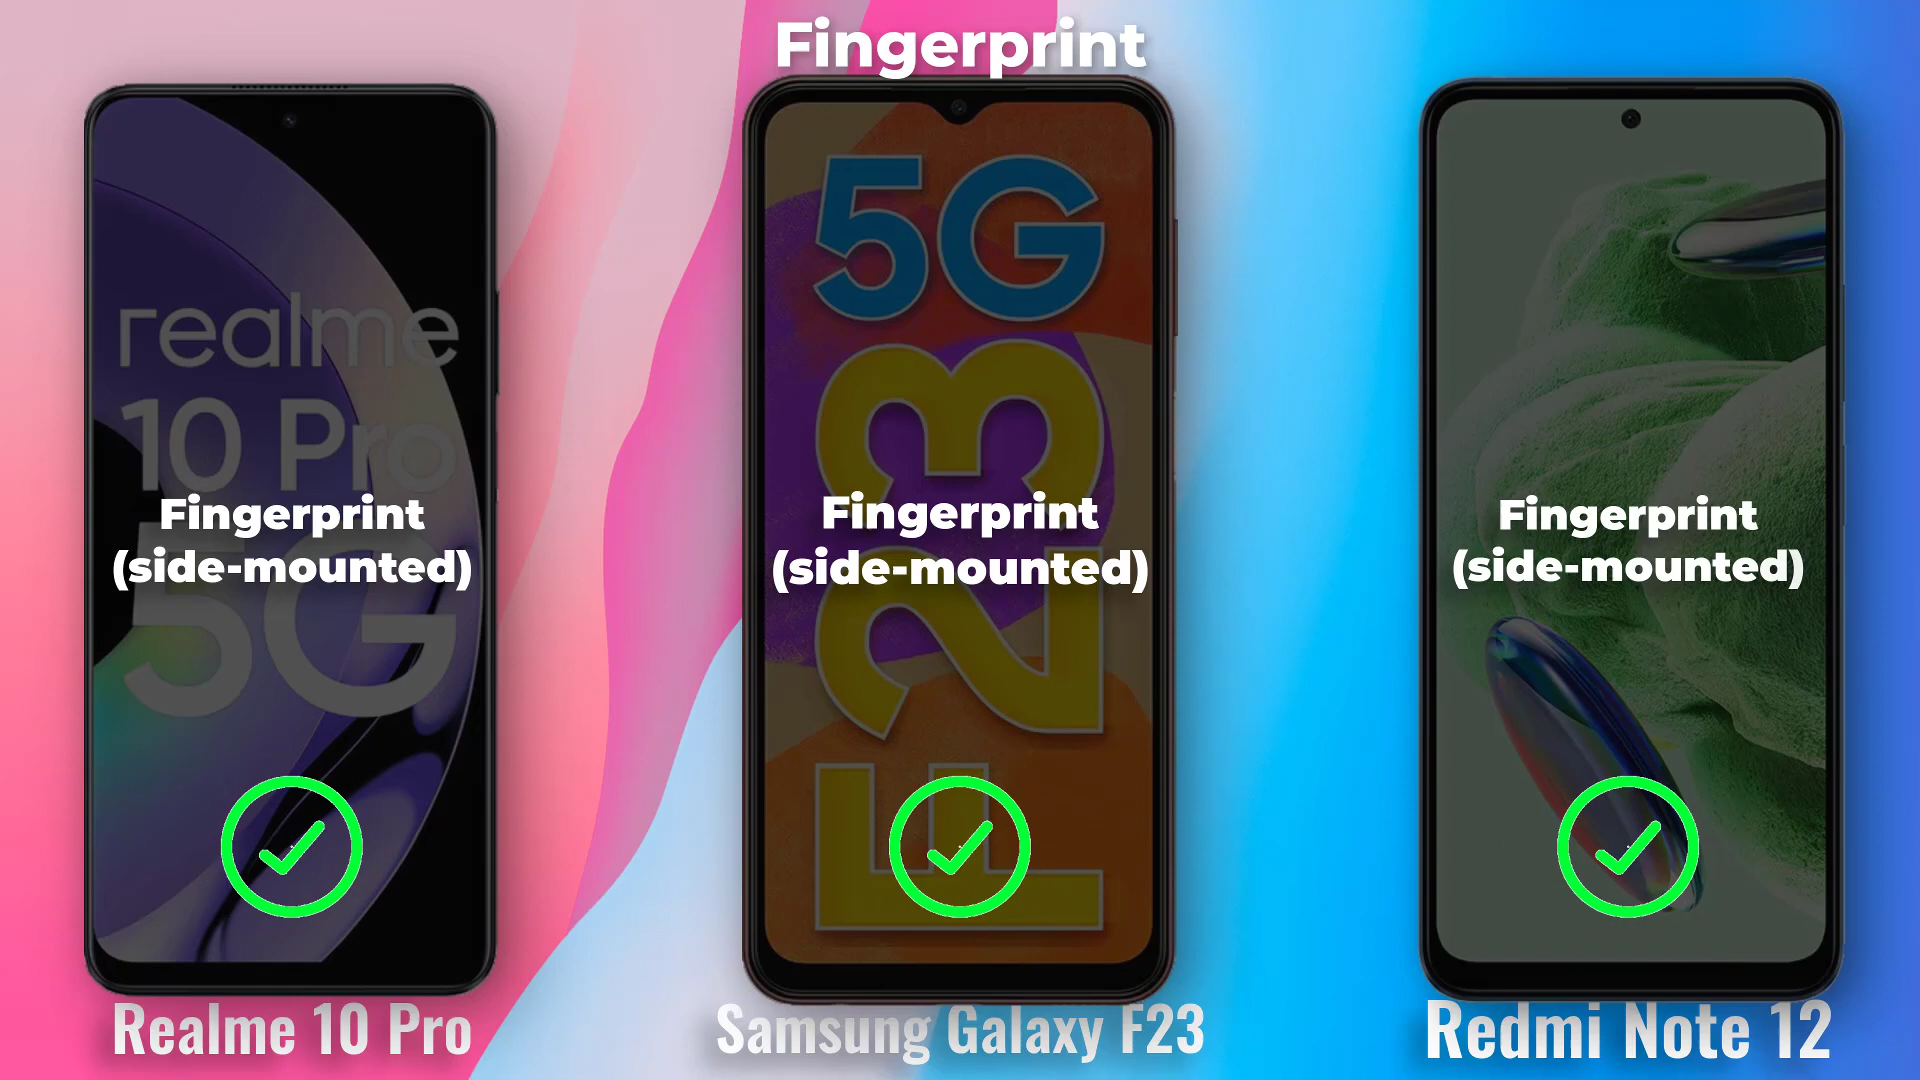 Fingerprint
realme
10 Pro
5G
Fingerprint
(side-mounted)
Realme 10 Pro
5G
F23
Fingerprint
(side-mounted)
Samsung Galaxy F23
Fingerprint
(side-mounted)
Redmi Note 12